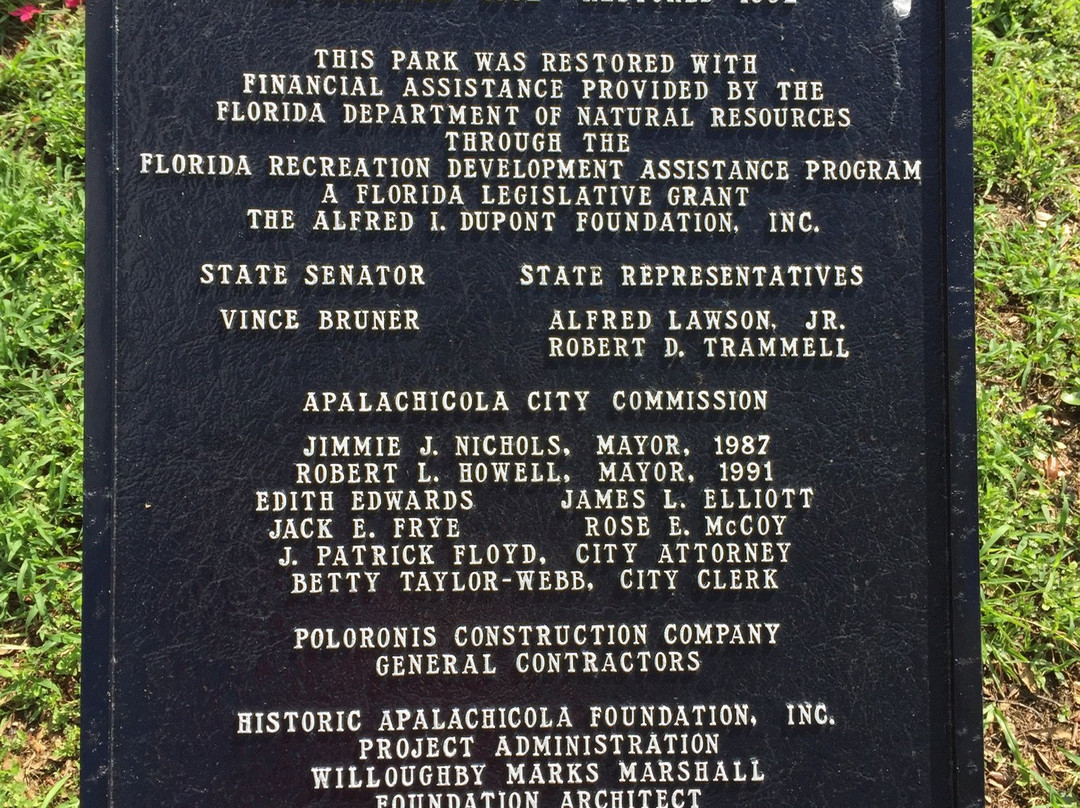 RESTORED 1992
THIS PARK WAS RESTORED WITH
FINANCIAL ASSISTANCE PROVIDED BY THE
FLORIDA DEPARTMENT OF NATURAL RESOURCES
THROUGH THE
FLORIDA RECREATION DEVELOPMENT ASSISTANCE PROGRAM
A FLORIDA LEGISLATIVE GRANT
THE ALFRED I. DUPONT FOUNDATION, INC.
STATE SENATOR STATE REPRESENTATIVES
VINCE BRUNER ALFRED LAWSON, JR.
ROBERT D. TRAMMELL
APALACHICOLA CITY COMMISSION
JIMMIE J. NICHOLS, MAYOR, 1987
ROBERT L. HOWELL, MAYOR, 1991
EDITH EDWARDS JAMES L. ELLIOTT
JACK E. FRYE ROSE E. McCOY
J. PATRICK FLOYD, CITY ATTORNEY
BETTY TAYLOR-WEBB, CITY CLERK
POLORONIS CONSTRUCTION COMPANY
GENERAL CONTRACTORS
HISTORIC APALACHICOLA FOUNDATION, INC.
PROJECT ADMINISTRATION
WILLOUGHBY MARKS MARSHALL
FOUNDATION ARCHITECT